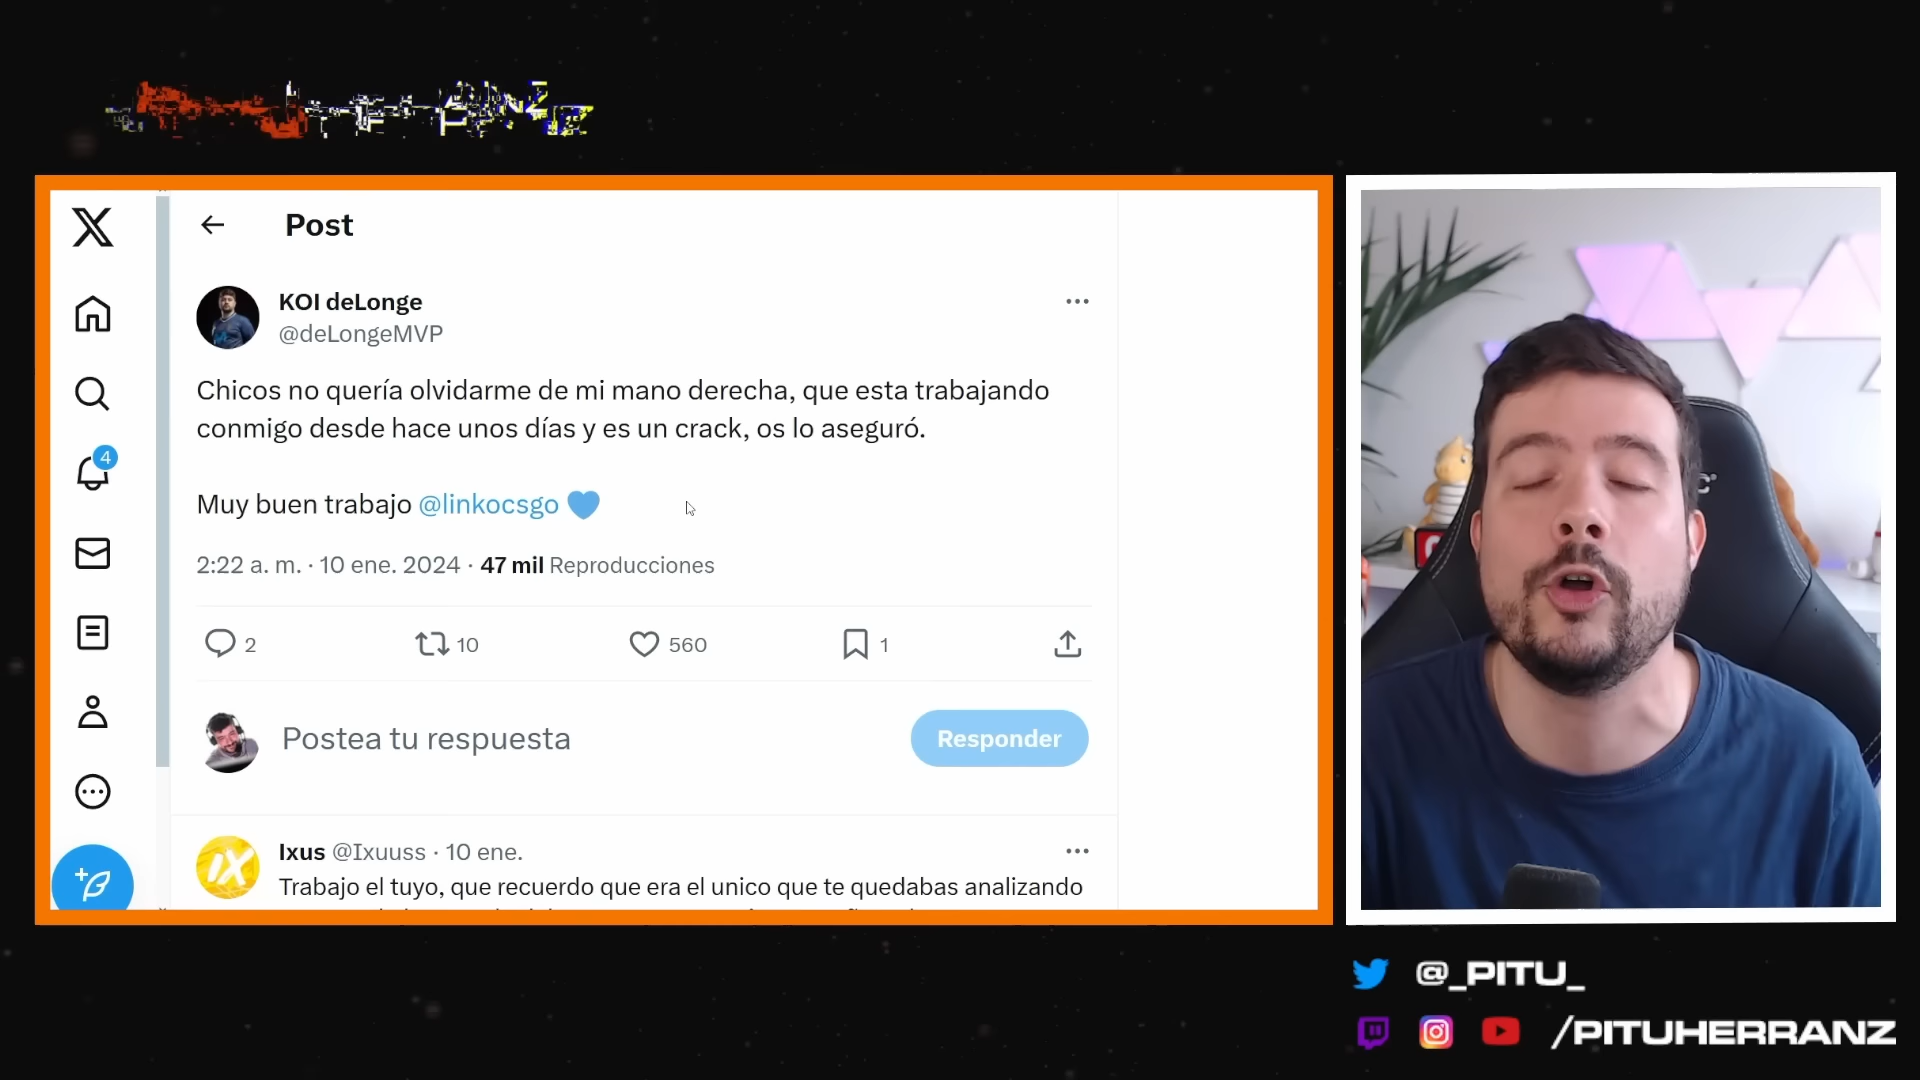 Post
KOI deLonge
@deLongeMVP
Chicos no quería olvidarme de mi mano derecha, que esta trabajando
conmigo desde hace unos días y es un crack, os lo aseguró.
Muy buen trabajo @linkocsgo
2:22 a. m. · 10 ene. 2024 · 47 mil Reproducciones
2 10 560 1
4
Postea tu respuesta
Responder
IX
Ixus @Ixuuss · 10 ene.
Trabajo el tuyo, que recuerdo que era el unico que te quedabas analizando
@_PITU_
/PITUHERRANZ